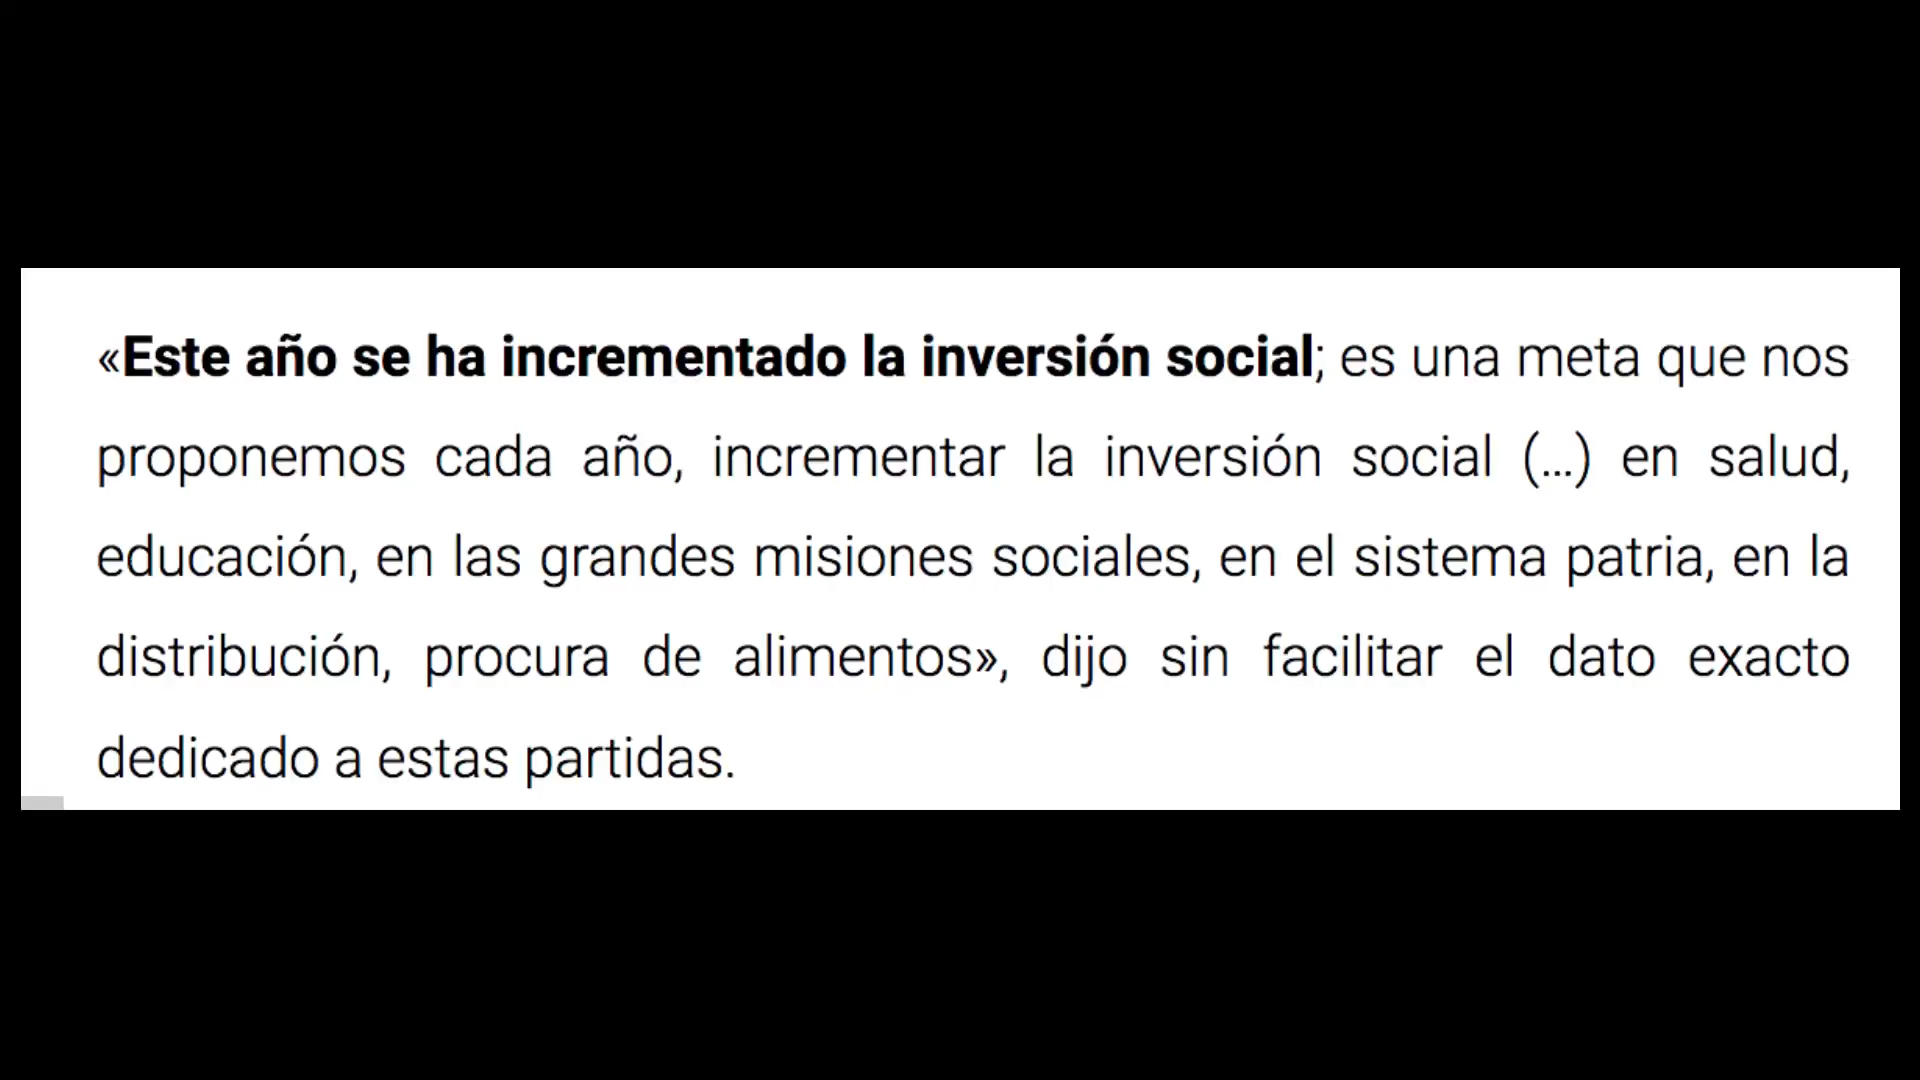 «Este año se ha incrementado la inversión social; es una meta que nos
proponemos cada año, incrementar la inversión social (...) en salud,
educación, en las grandes misiones sociales, en el sistema patria, en la
distribución, procura de alimentos», dijo sin facilitar el dato exacto
dedicado a estas partidas.